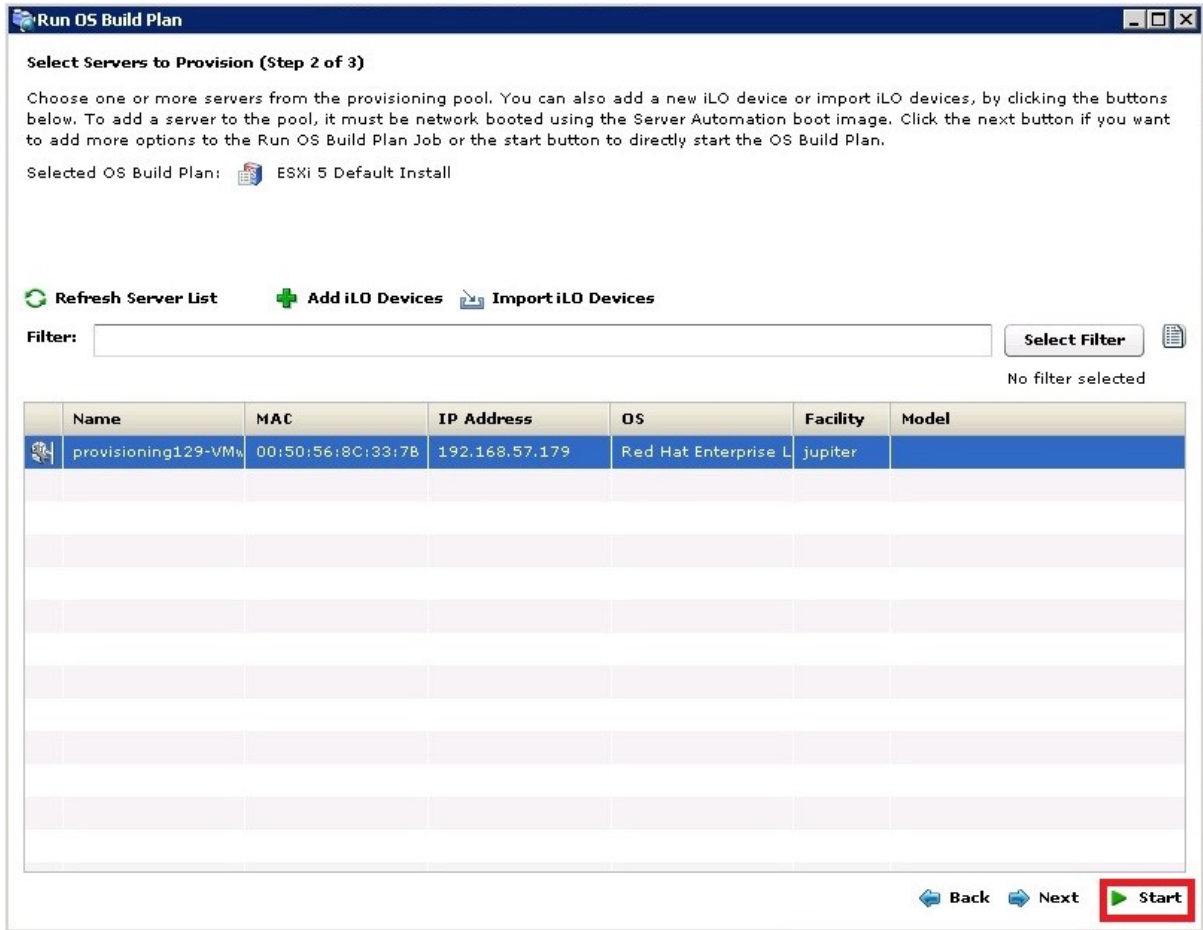 Run OS Build Plan
Select Servers to Provision (Step 2 of 3)
Choose one or more servers from the provisioning pool. You can also add a new iLO device or import iLO devices, by clicking the buttons
below. To add a server to the pool, it must be network booted using the Server Automation boot image. Click the next button if you want
to add more options to the Run OS Build Plan Job or the start button to directly start the OS Build Plan.
Selected OS Build Plan: ESXi 5 Default Install
Refresh Server List Add iLO Devices Import iLO Devices
Filter: Select Filter
No filter selected
Name MAC IP Address OS Facility Model
provisioning129-VMw 00:50:56:8C:33:7B 192.168.57.179 Red Hat Enterprise L jupiter
Back Next Start